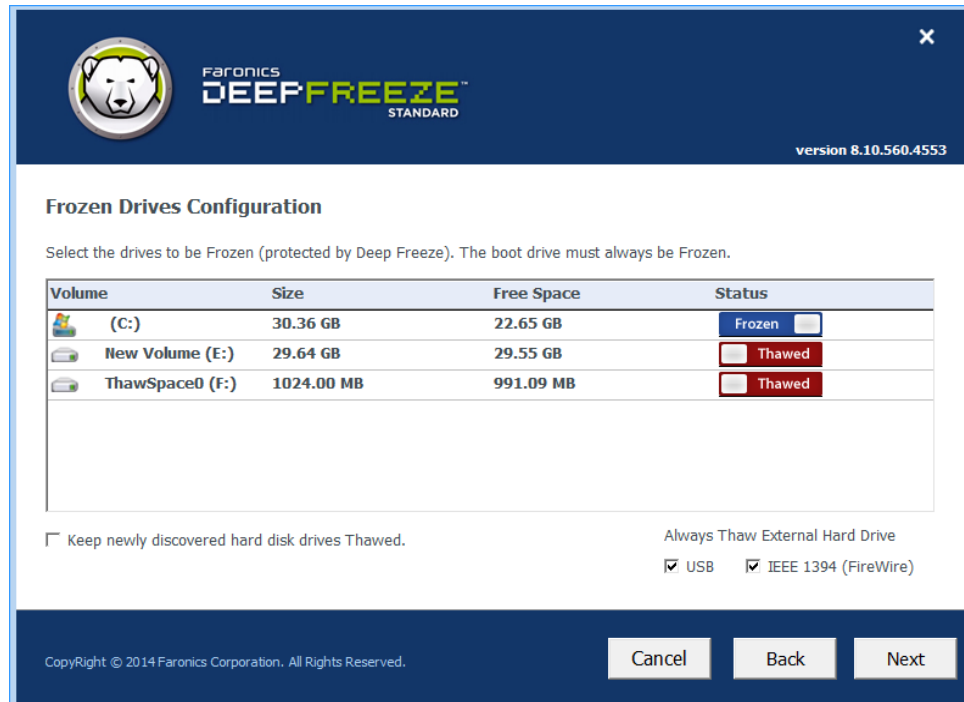 Faronics
DEEPFREEZE™
STANDARD
version 8.10.560.4553
Frozen Drives Configuration
Select the drives to be Frozen (protected by Deep Freeze). The boot drive must always be Frozen.
Volume Size Free Space Status
(C:) 30.36 GB 22.65 GB Frozen
New Volume (E:) 29.64 GB 29.55 GB Thawed
ThawSpace0 (F:) 1024.00 MB 991.09 MB Thawed
Keep newly discovered hard disk drives Thawed.
Always Thaw External Hard Drive
USB IEEE 1394 (FireWire)
CopyRight © 2014 Faronics Corporation. All Rights Reserved.
Cancel Back Next